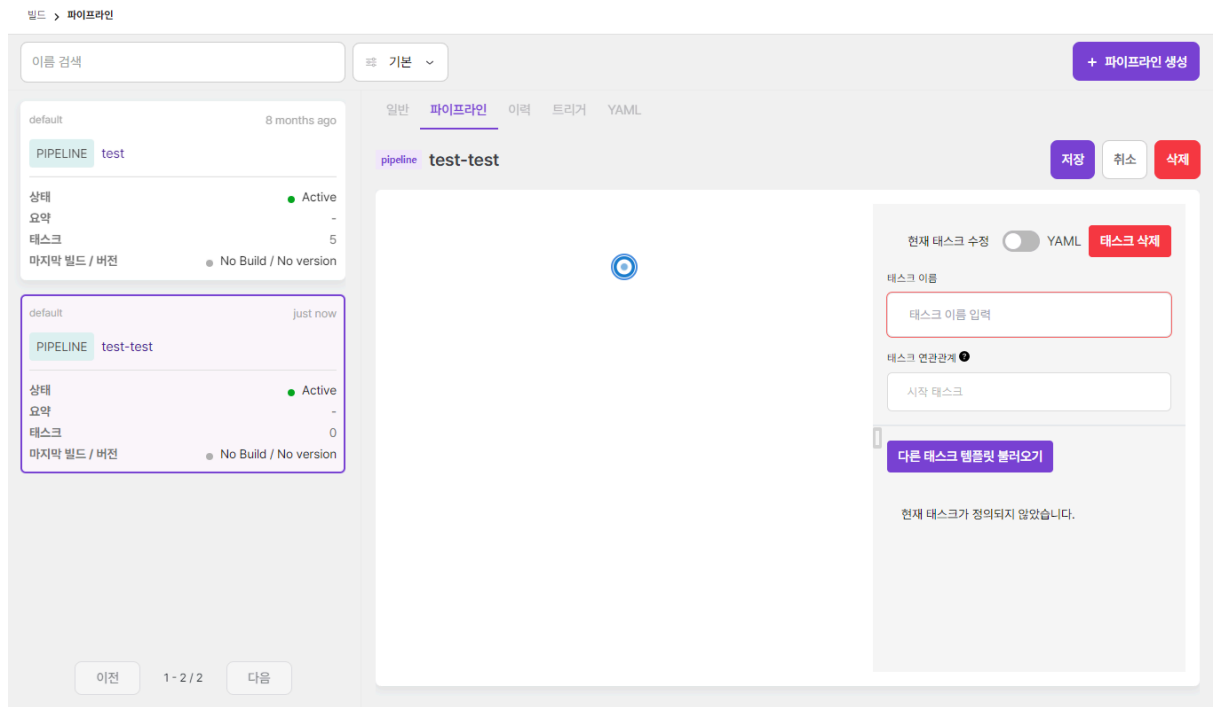 빌드 > 파이프라인
이름 검색
기본
+ 파이프라인 생성
default 8 months ago
PIPELINE test
상태 Active
요약 -
태스크 5
마지막 빌드 / 버전 No Build / No version
default just now
PIPELINE test-test
상태 Active
요약 -
태스크 0
마지막 빌드 / 버전 No Build / No version
이전 1 - 2 / 2 다음
일반 파이프라인 이력 트리거 YAML
pipeline test-test
저장 취소 삭제
현재 태스크 수정 YAML 태스크 삭제
태스크 이름
태스크 이름 입력
태스크 연관관계 ?
시작 태스크
다른 태스크 템플릿 불러오기
현재 태스크가 정의되지 않았습니다.